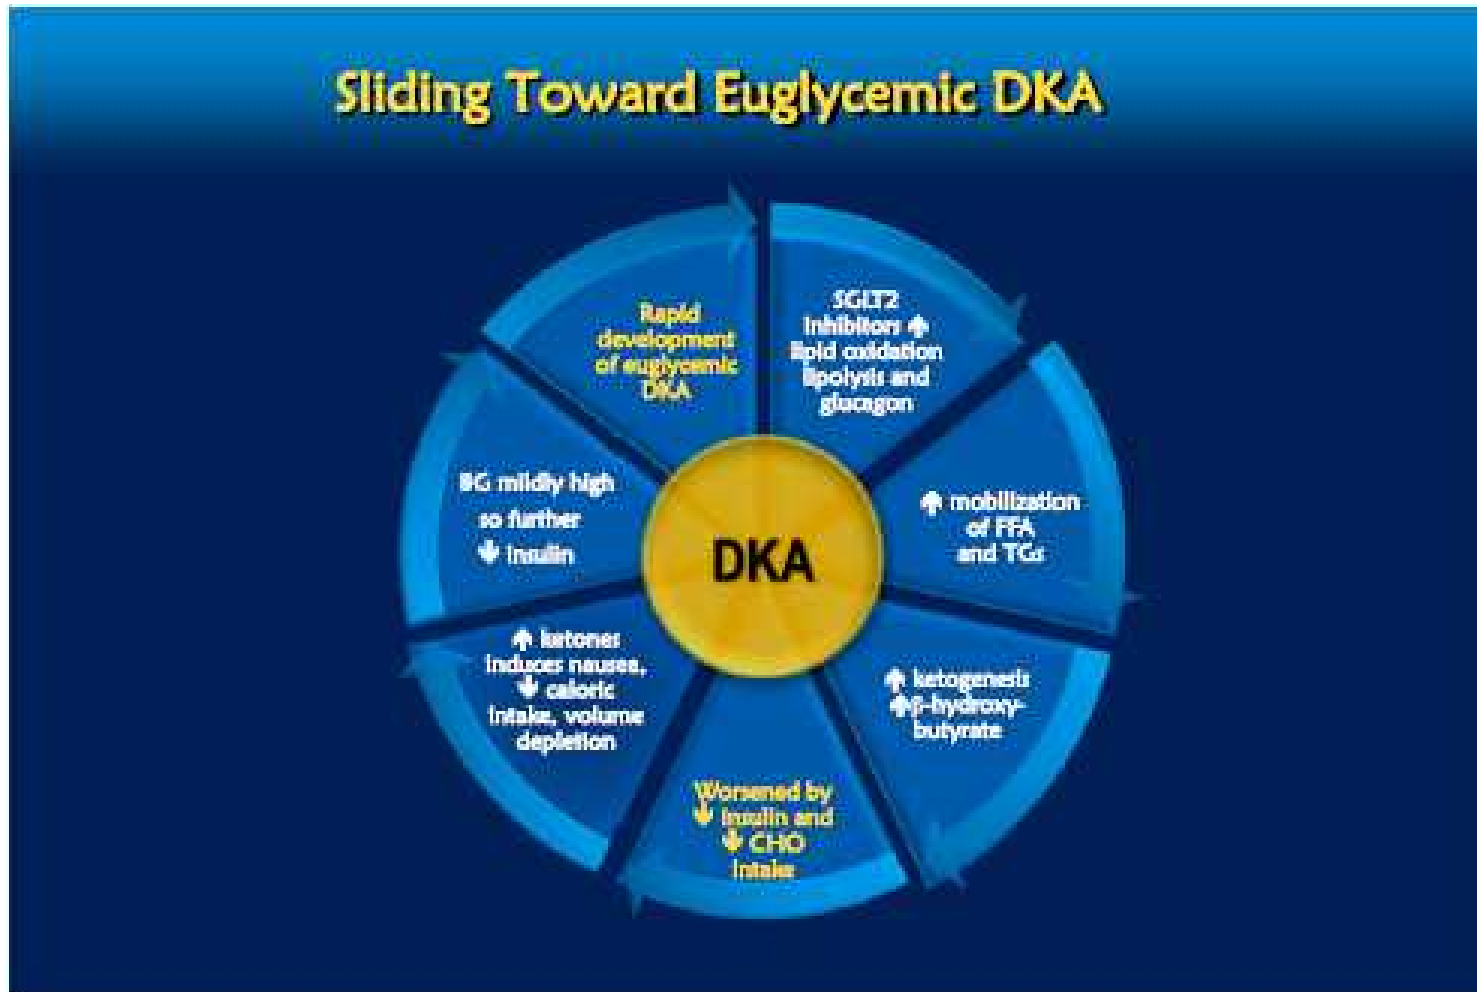 Sliding Toward Euglycemic DKA
SGLT2
inhibitors ↑
lipid oxidation
lipolysis and
glucagon
↑ mobilization
of FFA
and TGs
↑ ketogenesis
↑β-hydroxy-
butyrate
Worsened by
↓ insulin and
↓ CHO
intake
↑ ketones
induces nausea,
↓ caloric
intake, volume
depletion
BG mildly high
so further
↓ insulin
Rapid
development
of euglycemic
DKA
DKA